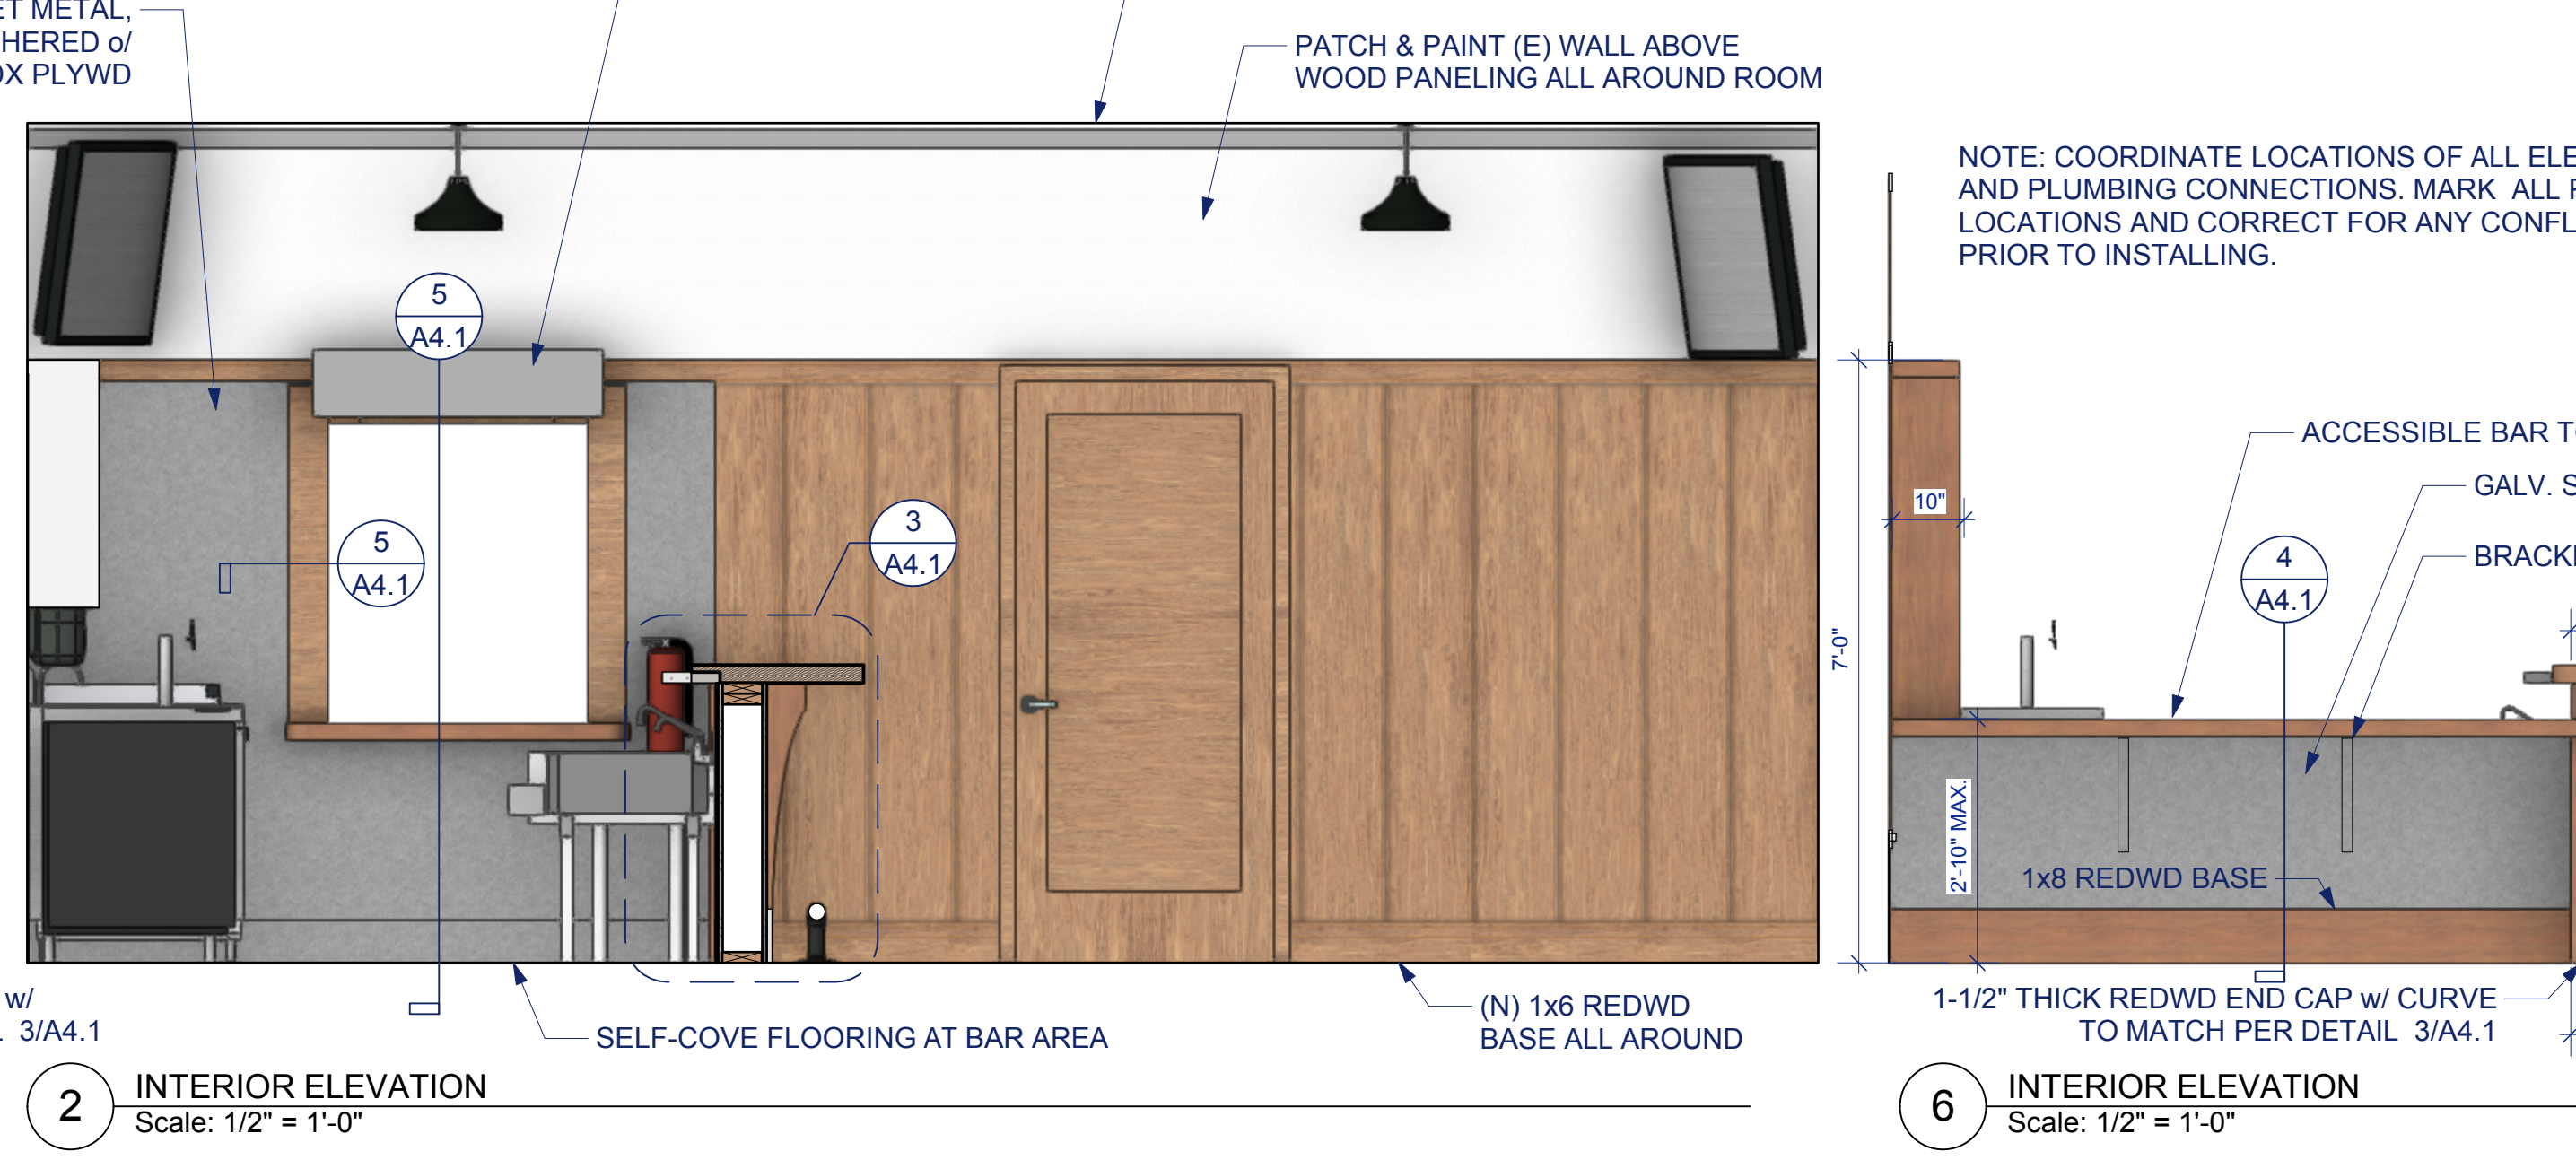 ET METAL,
HERED o/
OX PLYWD
PATCH & PAINT (E) WALL ABOVE
WOOD PANELING ALL AROUND ROOM
NOTE: COORDINATE LOCATIONS OF ALL ELE
AND PLUMBING CONNECTIONS. MARK ALL
LOCATIONS AND CORRECT FOR ANY CONFL
PRIOR TO INSTALLING.
5
A4.1
5
A4.1
3
A4.1
7'-0"
10"
ACCESSIBLE BAR TO
GALV. S
BRACK
4
A4.1
2'-10" MAX.
1x8 REDWD BASE
w/
3/A4.1
SELF-COVE FLOORING AT BAR AREA
(N) 1x6 REDWD
BASE ALL AROUND
1-1/2" THICK REDWD END CAP w/ CURVE
TO MATCH PER DETAIL 3/A4.1
2
INTERIOR ELEVATION
Scale: 1/2" = 1'-0"
6
INTERIOR ELEVATION
Scale: 1/2" = 1'-0"